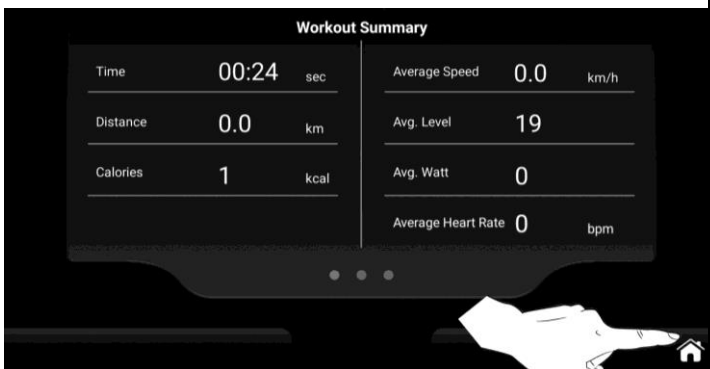 Workout Summary
Time 00:24 sec
Distance 0.0 km
Calories 1 kcal
Average Speed 0.0 km/h
Avg. Level 19
Avg. Watt 0
Average Heart Rate 0 bpm